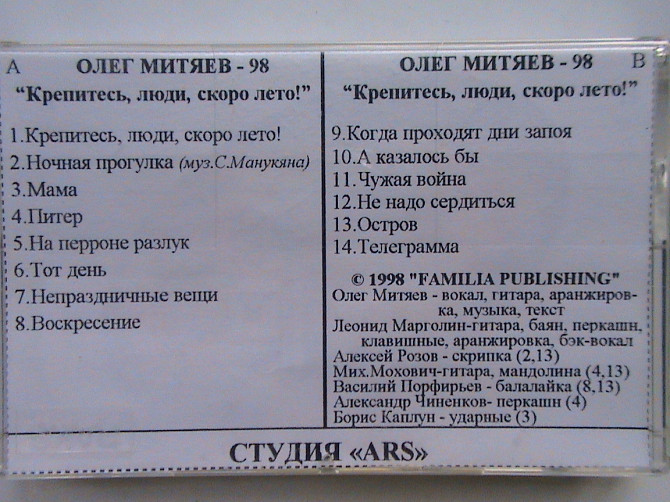 A
ОЛЕГ МИТЯЕВ - 98
"Крепитесь, люди, скоро лето!"
1.Крепитесь, люди, скоро лето!
2.Ночная прогулка (муз.С.Манукяна)
3.Мама
4.Питер
5.На перроне разлук
6.Тот день
7.Непраздничные вещи
8.Воскресение
B
ОЛЕГ МИТЯЕВ - 98
"Крепитесь, люди, скоро лето!"
9.Когда проходят дни запоя
10.А казалось бы
11.Чужая война
12.Не надо сердиться
13.Остров
14.Телеграмма
© 1998 "FAMILIA PUBLISHING"
Олег Митяев - вокал, гитара, аранжиров-
ка, музыка, текст
Леонид Марголин-гитара, баян, перкашн,
клавишные, аранжировка, бэк-вокал
Алексей Розов - скрипка (2,13)
Мих.Мохович-гитара, мандолина (4,13)
Василий Порфирьев - балалайка (8,13)
Александр Чиненков- перкашн (4)
Борис Каплун - ударные (3)
СТУДИЯ «ARS»